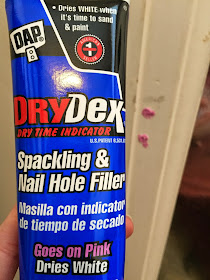 • Dries WHITE when
it's time to sand
& paint
DAP
DRYDEX
DRY TIME INDICATOR
Spackling &
Nail Hole Filler
Masilla con indicador
de tiempo de secado
Goes on Pink
Dries White